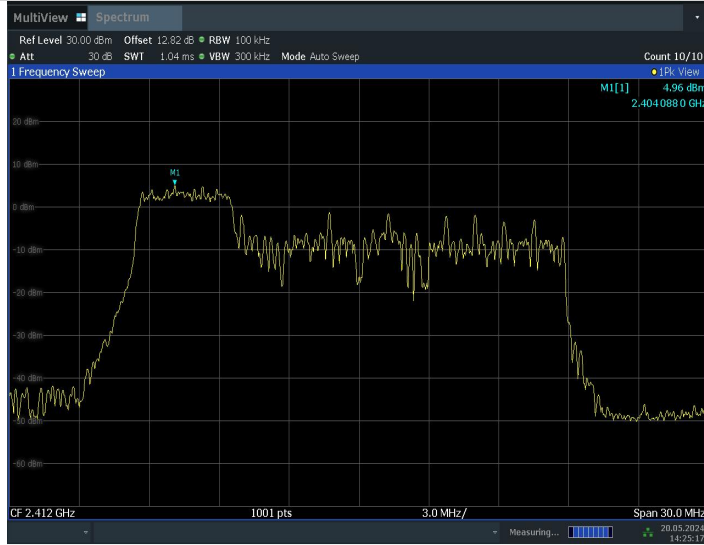 MultiView Spectrum
Ref Level 30.00 dBm Offset 12.82 dB RBW 100 kHz
Att 30 dB SWT 1.04 ms VBW 300 kHz Mode Auto Sweep Count 10/10
1 Frequency Sweep 1Pk View
M1[1] 4.96 dBm
2.4040880 GHz
20 dBm
10 dBm
M1
0 dBm
-10 dBm
-20 dBm
-30 dBm
-40 dBm
-50 dBm
-60 dBm
CF 2.412 GHz 1001 pts 3.0 MHz/ Span 30.0 MHz
Measuring... 20.05.2024
14:25:17